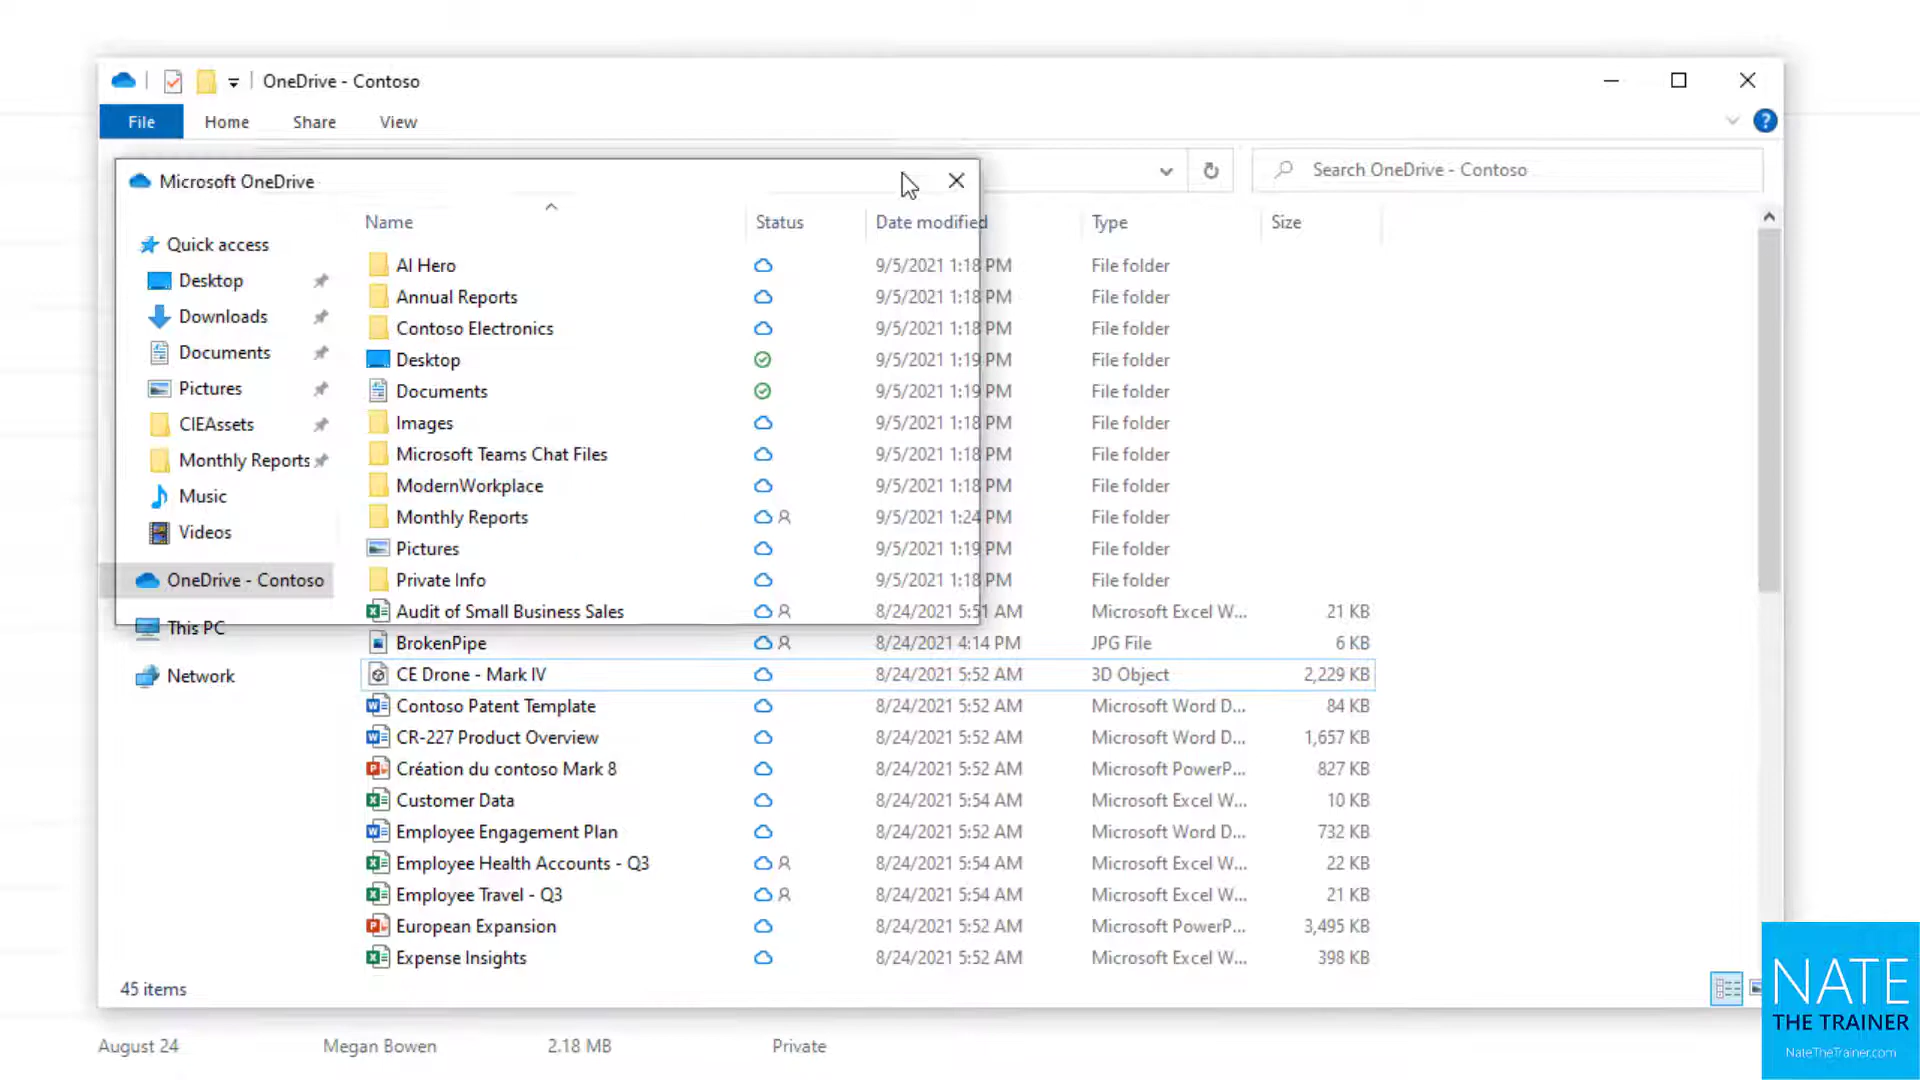 OneDrive - Contoso
File Home Share View
Search OneDrive - Contoso
Microsoft OneDrive
Name Status Date modified Type Size
Quick access
Desktop
Downloads
Documents
Pictures
CIEAssets
Monthly Reports
Music
Videos
OneDrive - Contoso
This PC
Network
AI Hero 9/5/2021 1:18 PM File folder
Annual Reports 9/5/2021 1:18 PM File folder
Contoso Electronics 9/5/2021 1:18 PM File folder
Desktop 9/5/2021 1:19 PM File folder
Documents 9/5/2021 1:19 PM File folder
Images 9/5/2021 1:18 PM File folder
Microsoft Teams Chat Files 9/5/2021 1:18 PM File folder
ModernWorkplace 9/5/2021 1:18 PM File folder
Monthly Reports 9/5/2021 1:24 PM File folder
Pictures 9/5/2021 1:19 PM File folder
Private Info 9/5/2021 1:18 PM File folder
Audit of Small Business Sales 8/24/2021 5:51 AM Microsoft Excel W... 21 KB
BrokenPipe 8/24/2021 4:14 PM JPG File 6 KB
CE Drone - Mark IV 8/24/2021 5:52 AM 3D Object 2,229 KB
Contoso Patent Template 8/24/2021 5:52 AM Microsoft Word D... 84 KB
CR-227 Product Overview 8/24/2021 5:52 AM Microsoft Word D... 1,657 KB
Création du contoso Mark 8 8/24/2021 5:52 AM Microsoft PowerP... 827 KB
Customer Data 8/24/2021 5:54 AM Microsoft Excel W... 10 KB
Employee Engagement Plan 8/24/2021 5:52 AM Microsoft Word D... 732 KB
Employee Health Accounts - Q3 8/24/2021 5:54 AM Microsoft Excel W... 22 KB
Employee Travel - Q3 8/24/2021 5:54 AM Microsoft Excel W... 21 KB
European Expansion 8/24/2021 5:52 AM Microsoft PowerP... 3,495 KB
Expense Insights 8/24/2021 5:52 AM Microsoft Excel W... 398 KB
45 items
August 24 Megan Bowen 2.18 MB Private
NATE
THE TRAINER
NateTheTrainer.com